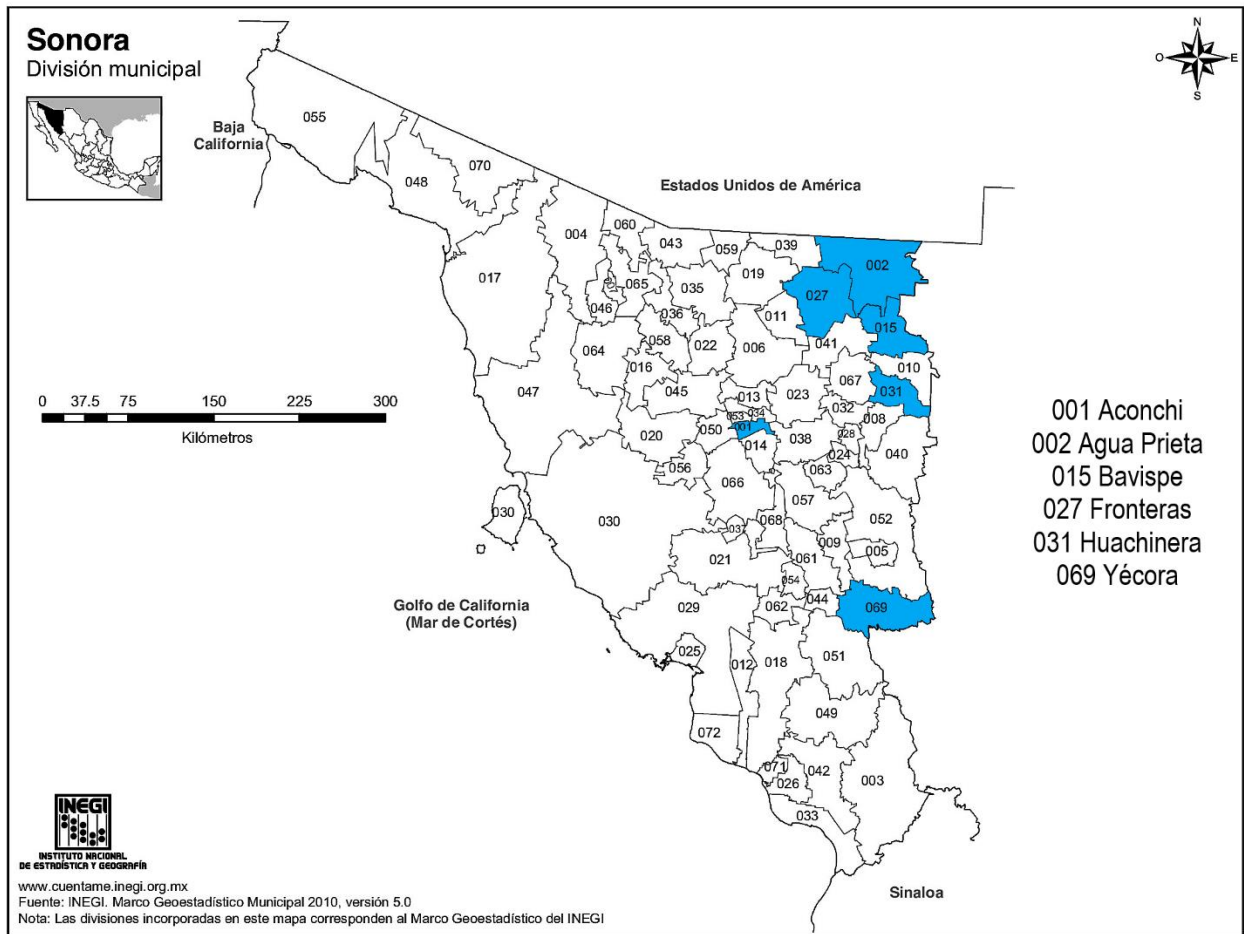 Sonora
División municipal
N
O
E
S
Baja
California
Estados Unidos de América
055
070
048
060
004
043
059
039
002
017
019
065
035
027
046
036
011
015
058
041
064
022
006
010
016
067
047
045
013
023
031
032
053
034
008
001
028
050
020
014
038
024
040
056
063
066
057
030
030
052
037
068
009
005
021
061
054
044
029
062
069
025
012
018
051
049
072
071
042
026
003
033
0 37.5 75 150 225 300
Kilómetros
Golfo de California
(Mar de Cortés)
001 Aconchi
002 Agua Prieta
015 Bavispe
027 Fronteras
031 Huachinera
069 Yécora
Sinaloa
INEGI
INSTITUTO NACIONAL
DE ESTADÍSTICA Y GEOGRAFÍA
www.cuentame.inegi.org.mx
Fuente: INEGI. Marco Geoestadístico Municipal 2010, versión 5.0
Nota: Las divisiones incorporadas en este mapa corresponden al Marco Geoestadístico del INEGI